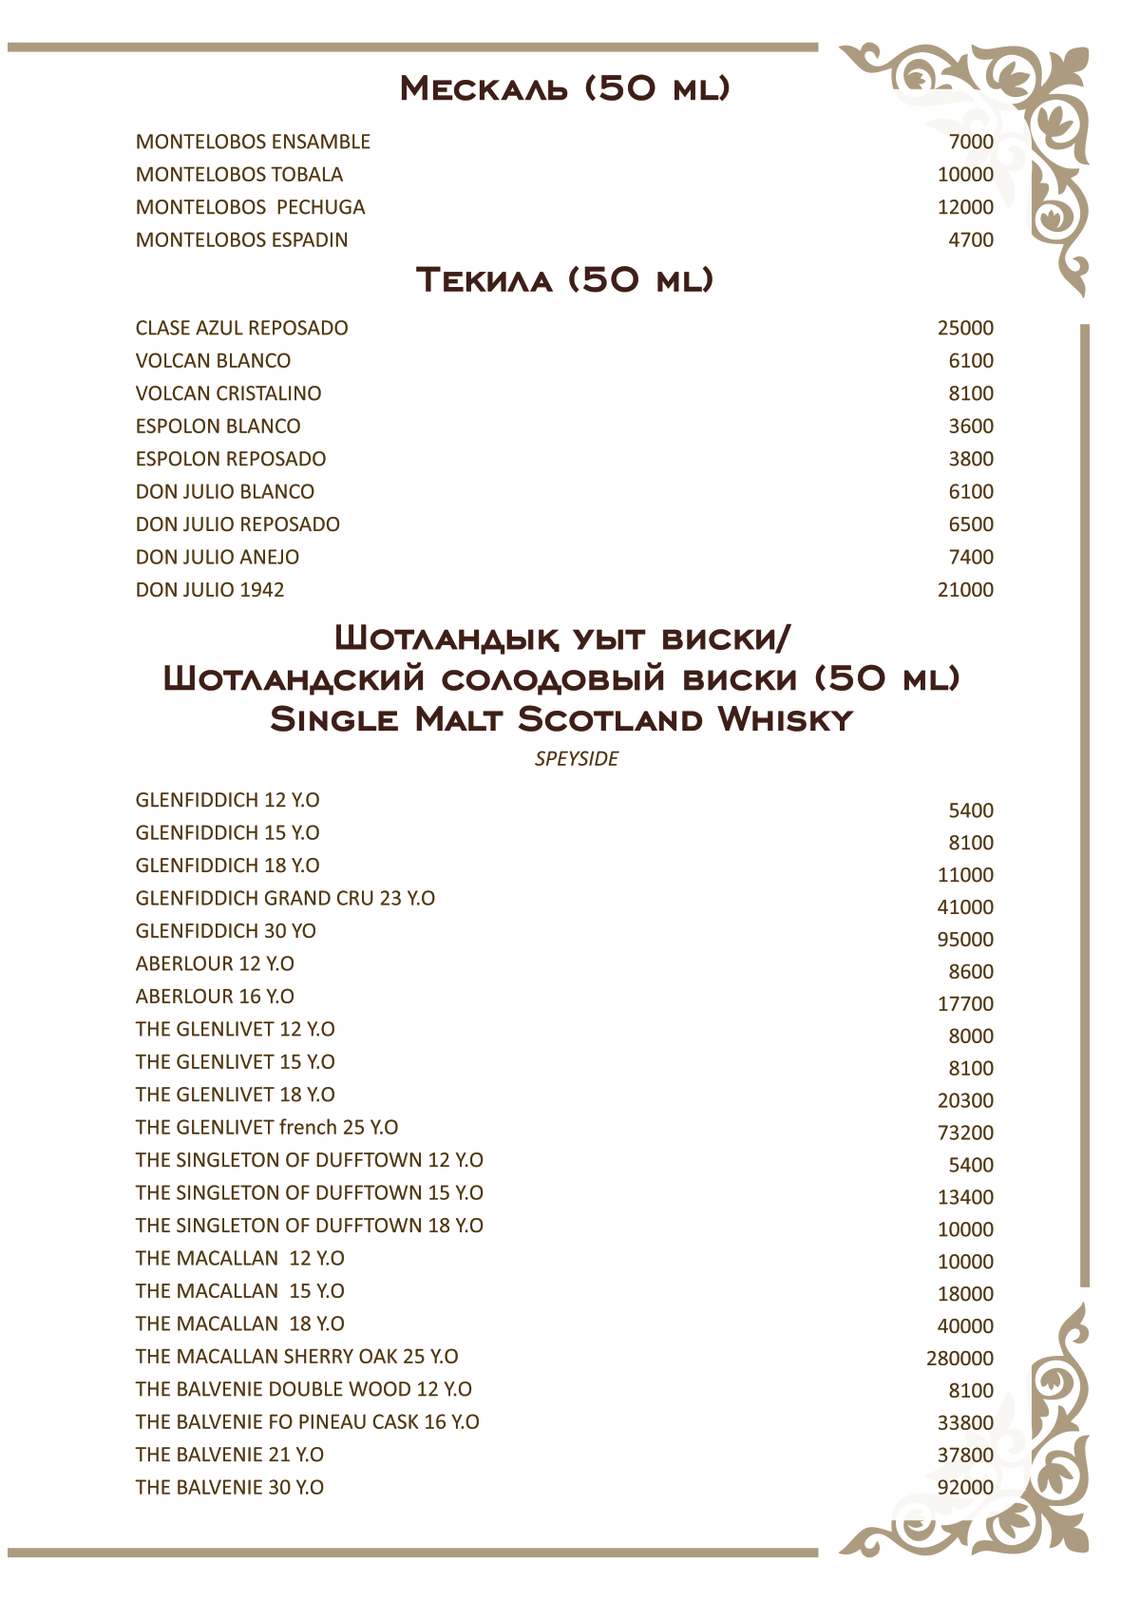 Мескаль (50 ml)
MONTELOBOS ENSAMBLE 7000
MONTELOBOS TOBALA 10000
MONTELOBOS PECHUGA 12000
MONTELOBOS ESPADIN 4700
Текила (50 ml)
CLASE AZUL REPOSADO 25000
VOLCAN BLANCO 6100
VOLCAN CRISTALINO 8100
ESPOLON BLANCO 3600
ESPOLON REPOSADO 3800
DON JULIO BLANCO 6100
DON JULIO REPOSADO 6500
DON JULIO ANEJO 7400
DON JULIO 1942 21000
Шотландық уыт виски/
Шотландский солодовый виски (50 ml)
Single Malt Scotland Whisky
SPEYSIDE
GLENFIDDICH 12 Y.O 5400
GLENFIDDICH 15 Y.O 8100
GLENFIDDICH 18 Y.O 11000
GLENFIDDICH GRAND CRU 23 Y.O 41000
GLENFIDDICH 30 YO 95000
ABERLOUR 12 Y.O 8600
ABERLOUR 16 Y.O 17700
THE GLENLIVET 12 Y.O 8000
THE GLENLIVET 15 Y.O 8100
THE GLENLIVET 18 Y.O 20300
THE GLENLIVET french 25 Y.O 73200
THE SINGLETON OF DUFFTOWN 12 Y.O 5400
THE SINGLETON OF DUFFTOWN 15 Y.O 13400
THE SINGLETON OF DUFFTOWN 18 Y.O 10000
THE MACALLAN 12 Y.O 10000
THE MACALLAN 15 Y.O 18000
THE MACALLAN 18 Y.O 40000
THE MACALLAN SHERRY OAK 25 Y.O 280000
THE BALVENIE DOUBLE WOOD 12 Y.O 8100
THE BALVENIE FO PINEAU CASK 16 Y.O 33800
THE BALVENIE 21 Y.O 37800
THE BALVENIE 30 Y.O 92000